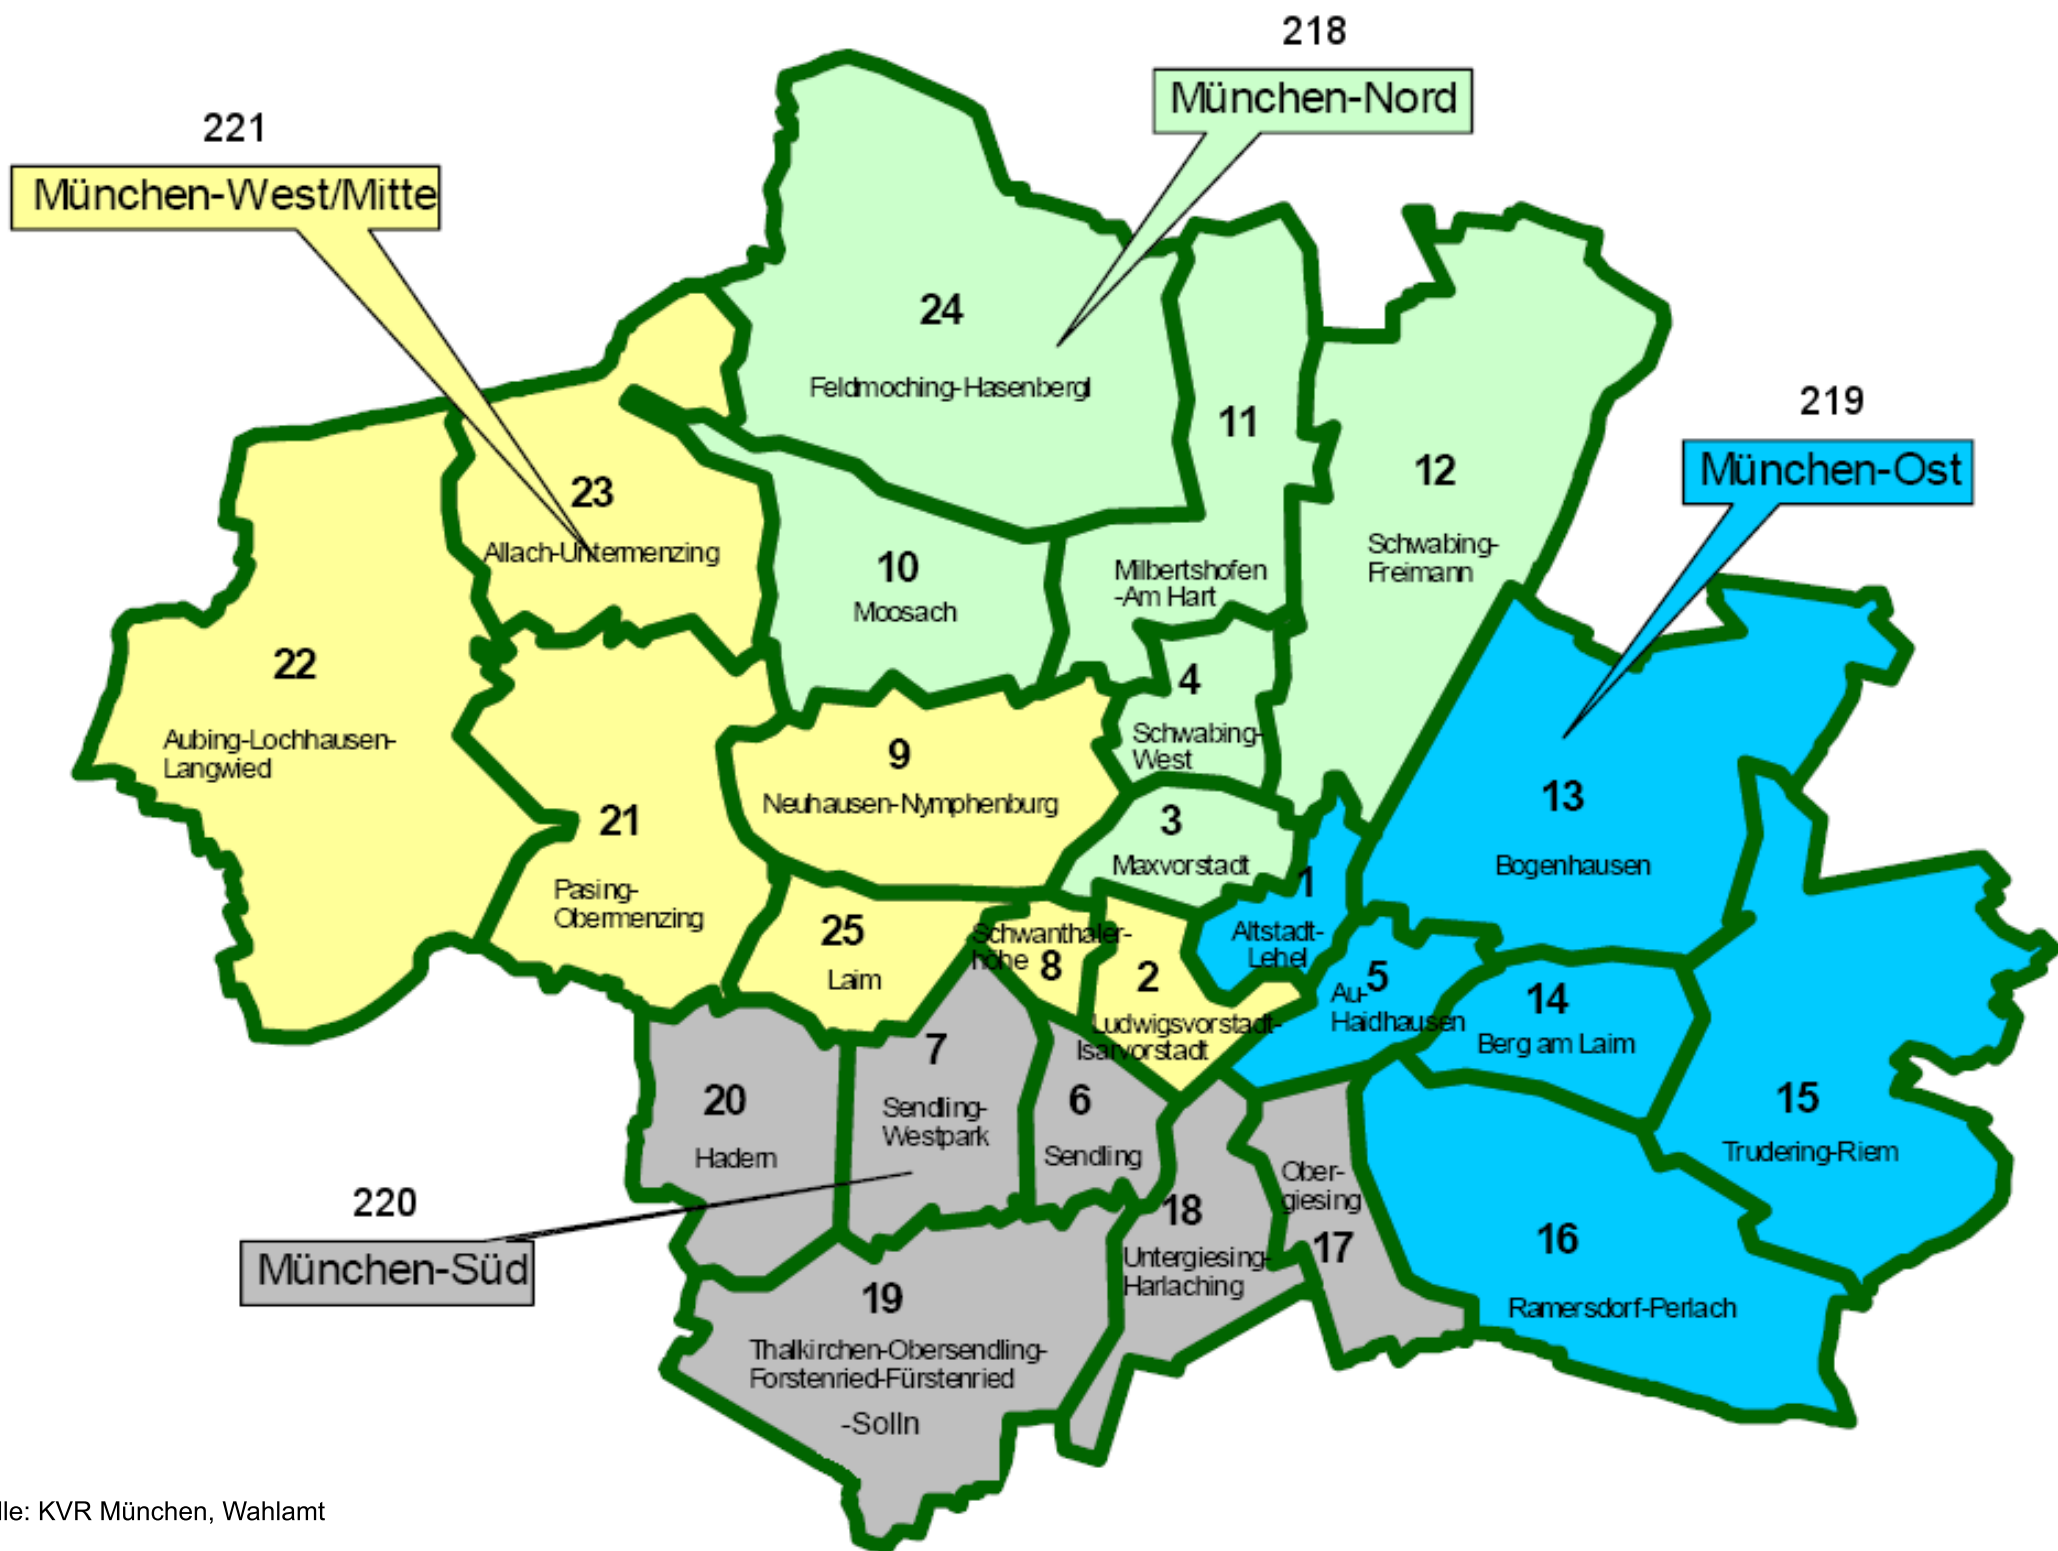 218
München-Nord
221
München-West/Mitte
24
Feldmoching-Hasenbergl
11
219
München-Ost
12
Schwabing-
Freimann
23
Allach-Untermenzing
10
Moosach
Milbertshofen
-Am Hart
22
Aubing-Lochhausen-
Langwied
4
Schwabing-
West
9
Neuhausen-Nymphenburg
13
Bogenhausen
21
Pasing-
Obermenzing
3
Maxvorstadt
1
Altstadt-
Lehel
25
Laim
Schwanthaler-
höhe 8
2
Ludwigsvorstadt-
Isarvorstadt
5
Au-
Haidhausen
14
Berg am Laim
7
Sendling-
Westpark
20
Hadern
6
Sendling
15
Trudering-Riem
Ober-
giesing
17
18
Untergiesing-
Harlaching
220
München-Süd
16
Ramersdorf-Perlach
19
Thalkirchen-Obersendling-
Forstenried-Fürstenried
-Solln
lle: KVR München, Wahlamt